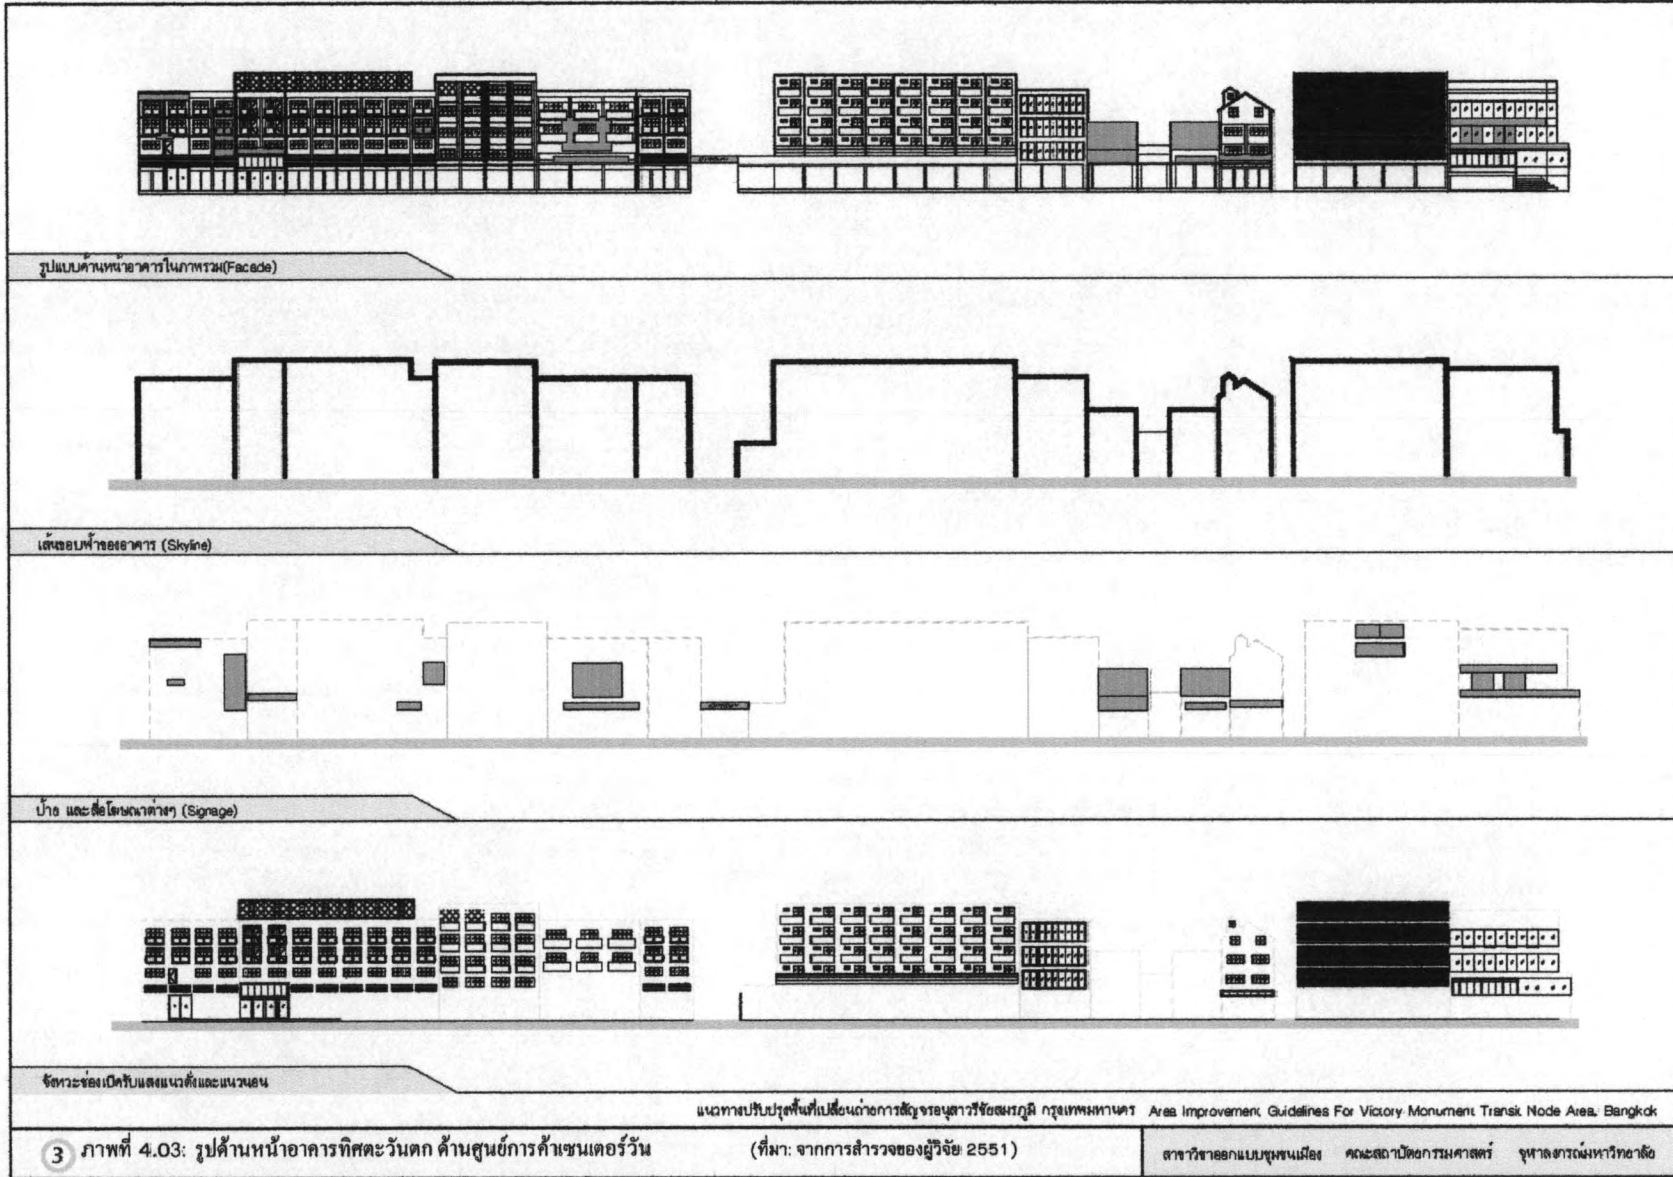 รูปแบบด้านหน้าอาคารในภาพรวม(Facade)
เส้นขอบฟ้าของอาคาร (Skyline)
ป้าย และสื่อโฆษณาต่างๆ (Signage)
จังหวะช่องเปิดรับแสงแนวตั้งและแนวนอน
แนวทางปรับปรุงพื้นที่เปลี่ยนถ่ายการสัญจรอนุสาวรีย์ชัยสมรภูมิ กรุงเทพมหานคร Area Improvement Guidelines For Victory Monument Transit Node Area, Bangkok
3 ภาพที่ 4.03: รูปด้านหน้าอาคารทิศตะวันตก ด้านศูนย์การค้าเซนเตอร์วัน (ที่มา: จากการสำรวจของผู้วิจัย 2551)
สาขาวิชาออกแบบชุมชนเมือง คณะสถาปัตยกรรมศาสตร์ จุฬาลงกรณ์มหาวิทยาลัย